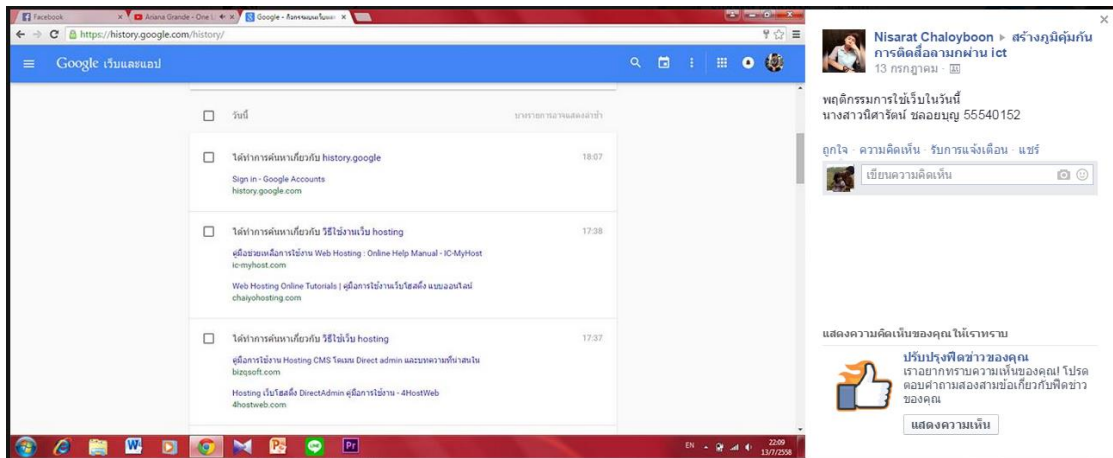 Facebook
Ariana Grande - One L
Google - กิจกรรมบนเว็บและ
https://history.google.com/history/
Google เว็บและแอป
วันนี้
บางรายการอาจแสดงล่าช้า
ได้ทำการค้นหาเกี่ยวกับ history.google
18:07
Sign in - Google Accounts
history.google.com
ได้ทำการค้นหาเกี่ยวกับ วิธีใช้งานเว็บ hosting
17:38
คู่มือช่วยเหลือการใช้งาน Web Hosting : Online Help Manual - IC-MyHost
ic-myhost.com
Web Hosting Online Tutorials | คู่มือการใช้งานเว็บโฮสติ้ง แบบออนไลน์
chaiyohosting.com
ได้ทำการค้นหาเกี่ยวกับ วิธีใช้เว็บ hosting
17:37
คู่มือการใช้งาน Hosting CMS โดเมน Direct admin และบทความที่น่าสนใน
bizqsoft.com
Hosting เว็บโฮสติ้ง DirectAdmin คู่มือการใช้งาน - 4HostWeb
4hostweb.com
EN
22:09
13/7/2558
Nisarat Chaloyboon ▸ สร้างภูมิคุ้มกัน
การติดสื่อลามกผ่าน ict
13 กรกฎาคม ·
พฤติกรรมการใช้เว็บในวันนี้
นางสาวนิศารัตน์ ชลอยบุญ 55540152
ถูกใจ · ความคิดเห็น · รับการแจ้งเตือน · แชร์
เขียนความคิดเห็น
แสดงความคิดเห็นของคุณให้เราทราบ
ปรับปรุงฟีดข่าวของคุณ
เราอยากทราบความเห็นของคุณ! โปรด
ตอบคำถามสองสามข้อเกี่ยวกับฟีดข่าว
ของคุณ
แสดงความเห็น